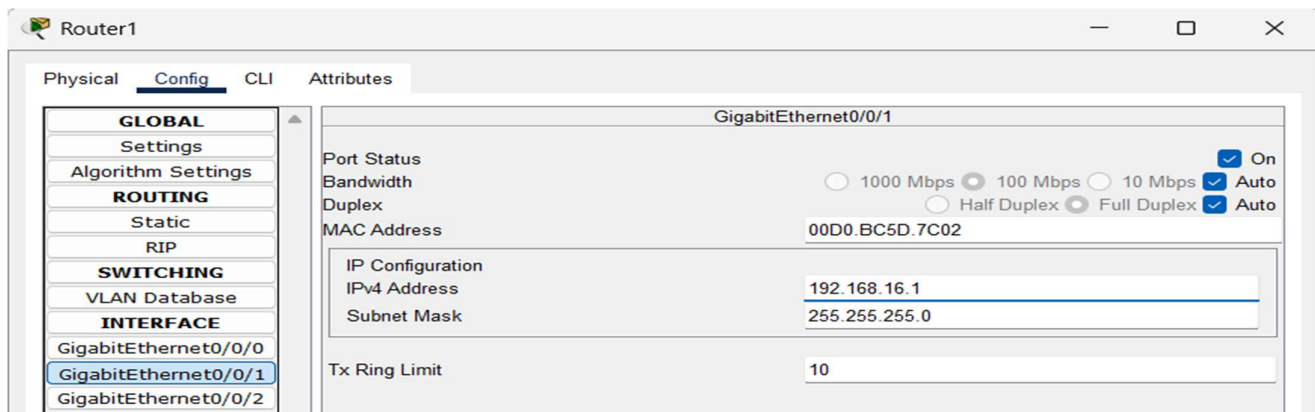 Router1
Physical Config CLI Attributes
GLOBAL
Settings
Algorithm Settings
ROUTING
Static
RIP
SWITCHING
VLAN Database
INTERFACE
GigabitEthernet0/0/0
GigabitEthernet0/0/1
GigabitEthernet0/0/2
GigabitEthernet0/0/1
Port Status On
Bandwidth 1000 Mbps 100 Mbps 10 Mbps Auto
Duplex Half Duplex Full Duplex Auto
MAC Address 00D0.BC5D.7C02
IP Configuration
IPv4 Address 192.168.16.1
Subnet Mask 255.255.255.0
Tx Ring Limit 10